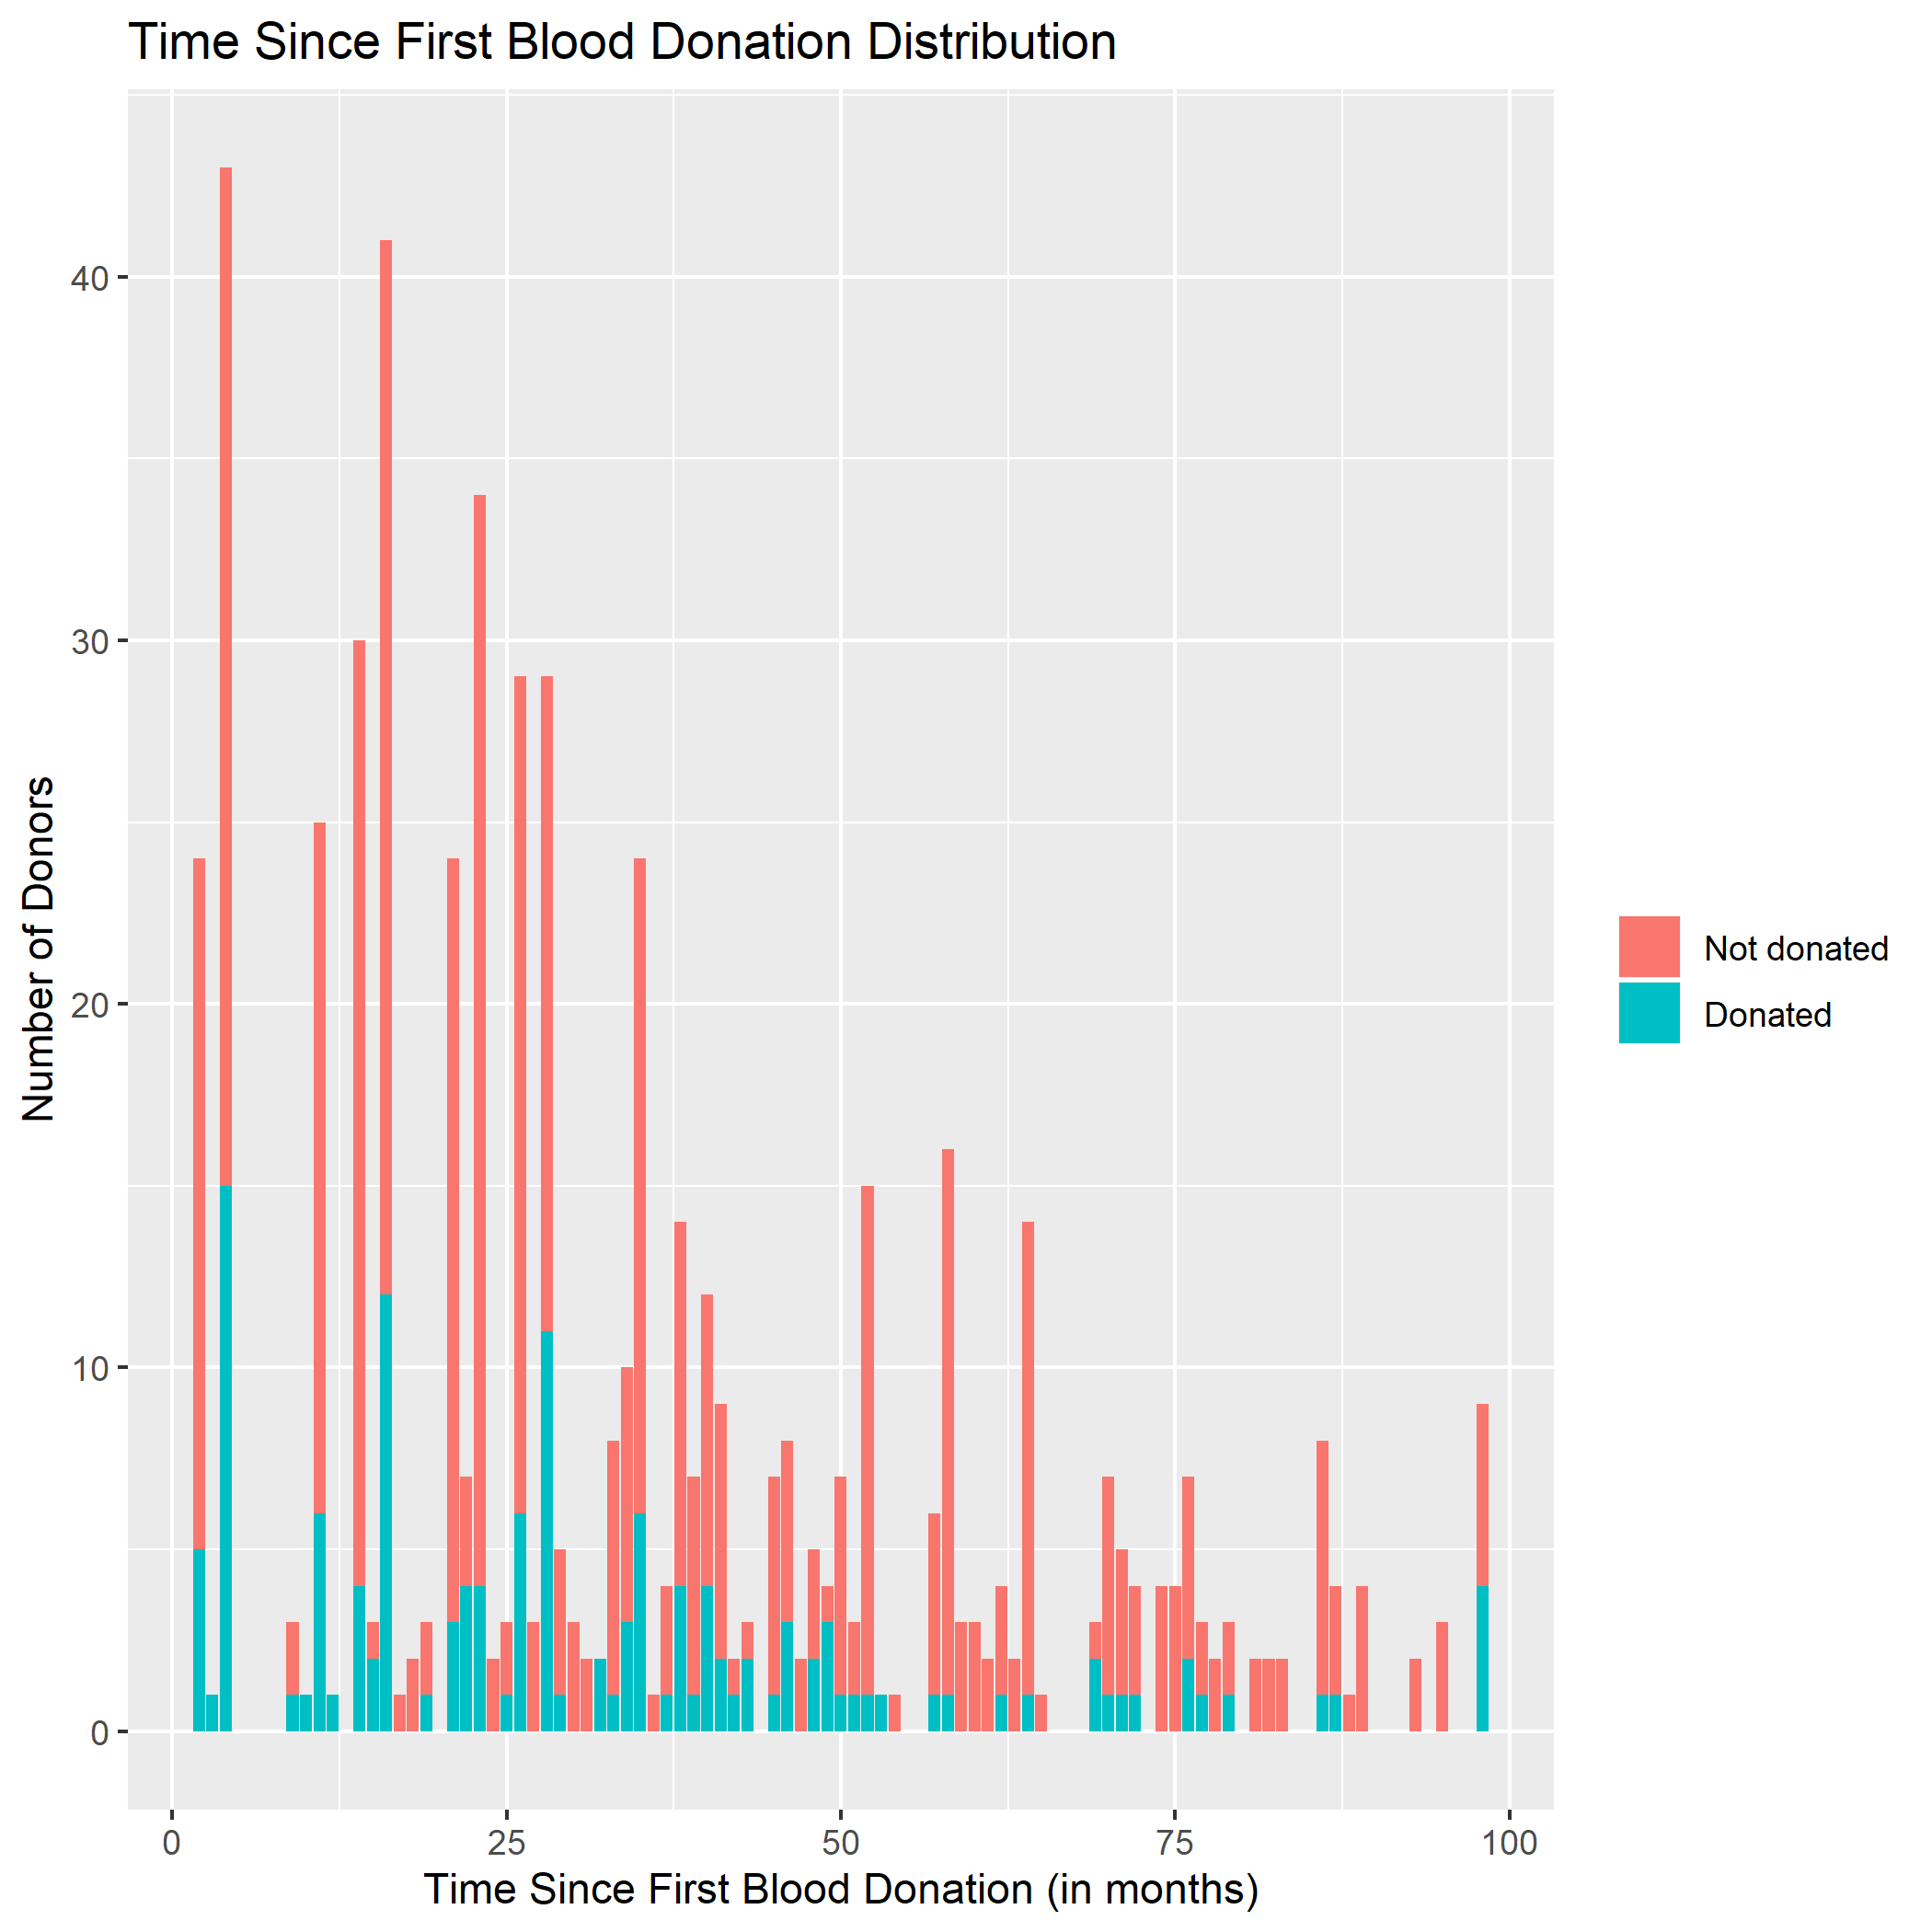 Time Since First Blood Donation Distribution
Number of Donors
40
30
20
10
0
0 25 50 75 100
Time Since First Blood Donation (in months)
Not donated
Donated